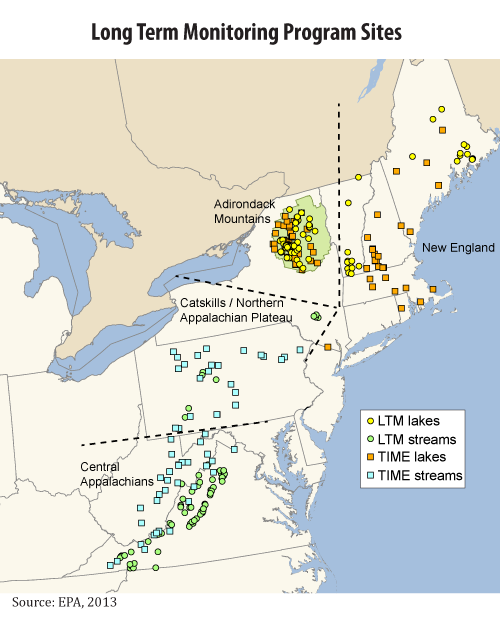 Long Term Monitoring Program Sites
Adirondack
Mountains
New England
Catskills / Northern
Appalachian Plateau
LTM lakes
LTM streams
TIME lakes
TIME streams
Central
Appalachians
Source: EPA, 2013